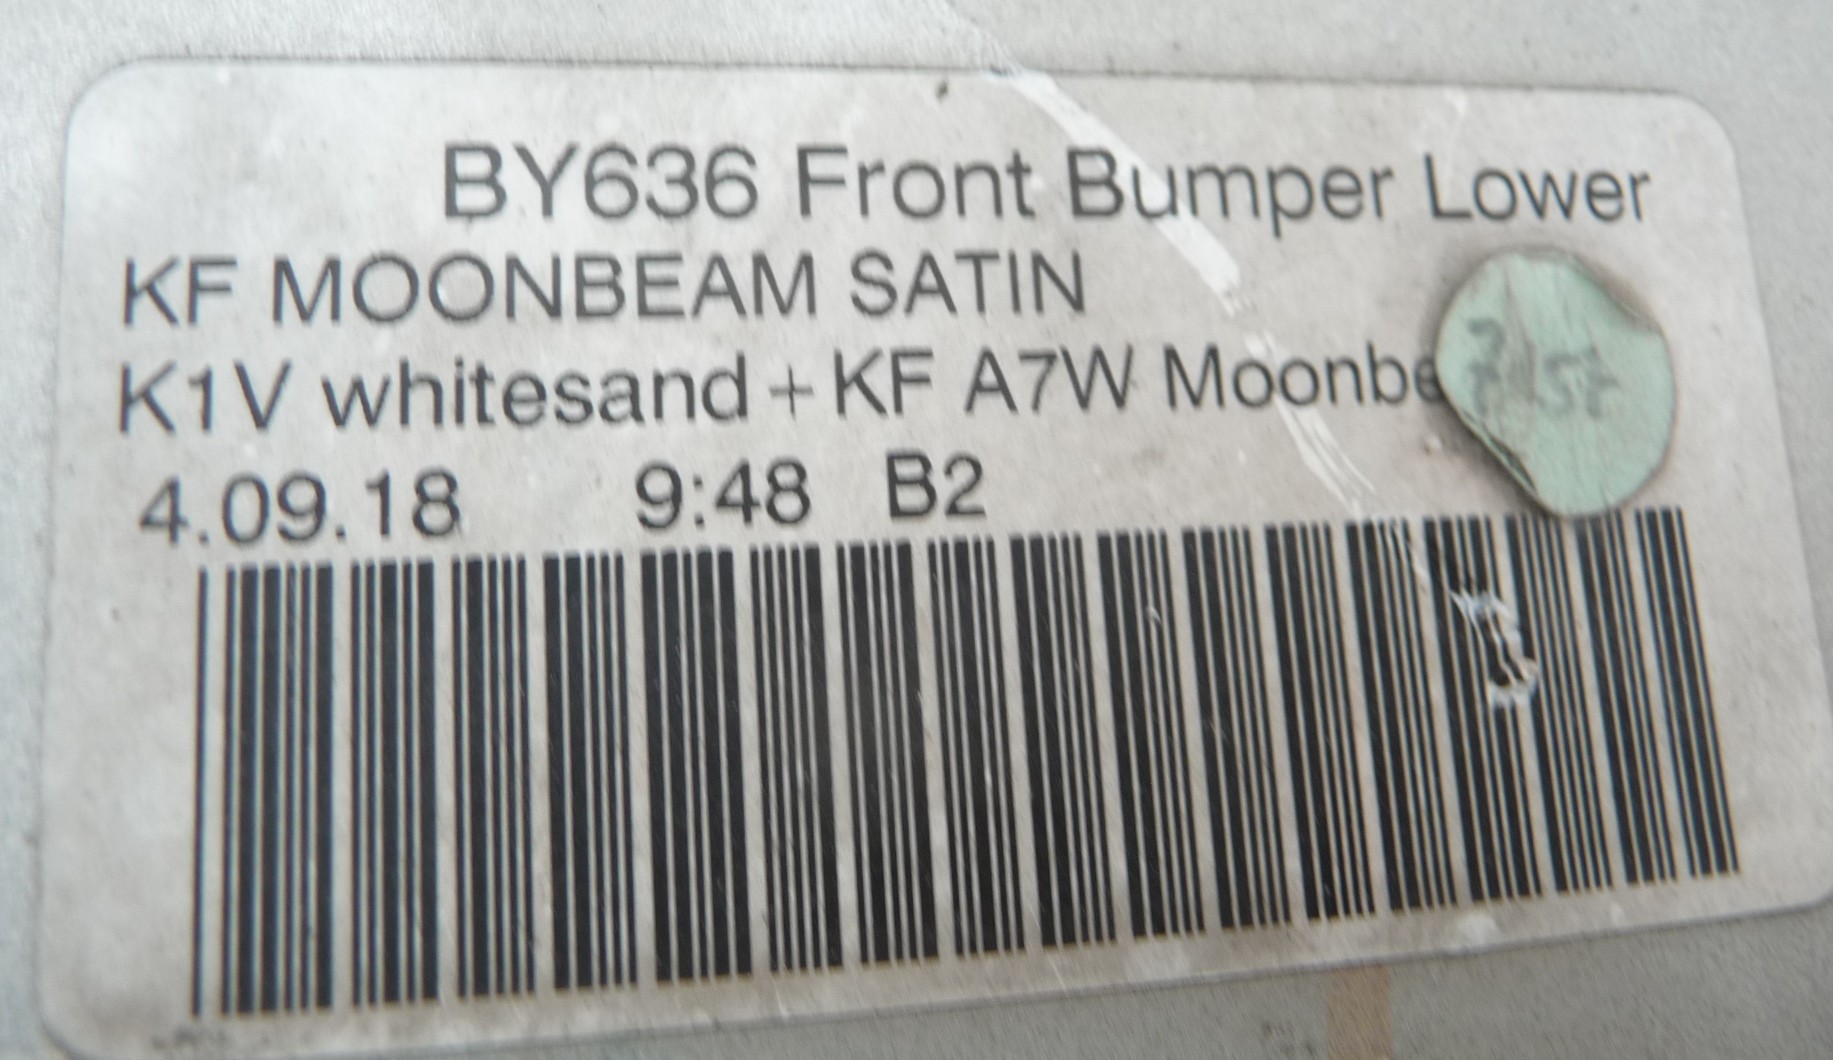 BY636 Front Bumper Lower
KF MOONBEAM SATIN
K1V whitesand + KF A7W Moonbe
4.09.18 9:48 B2